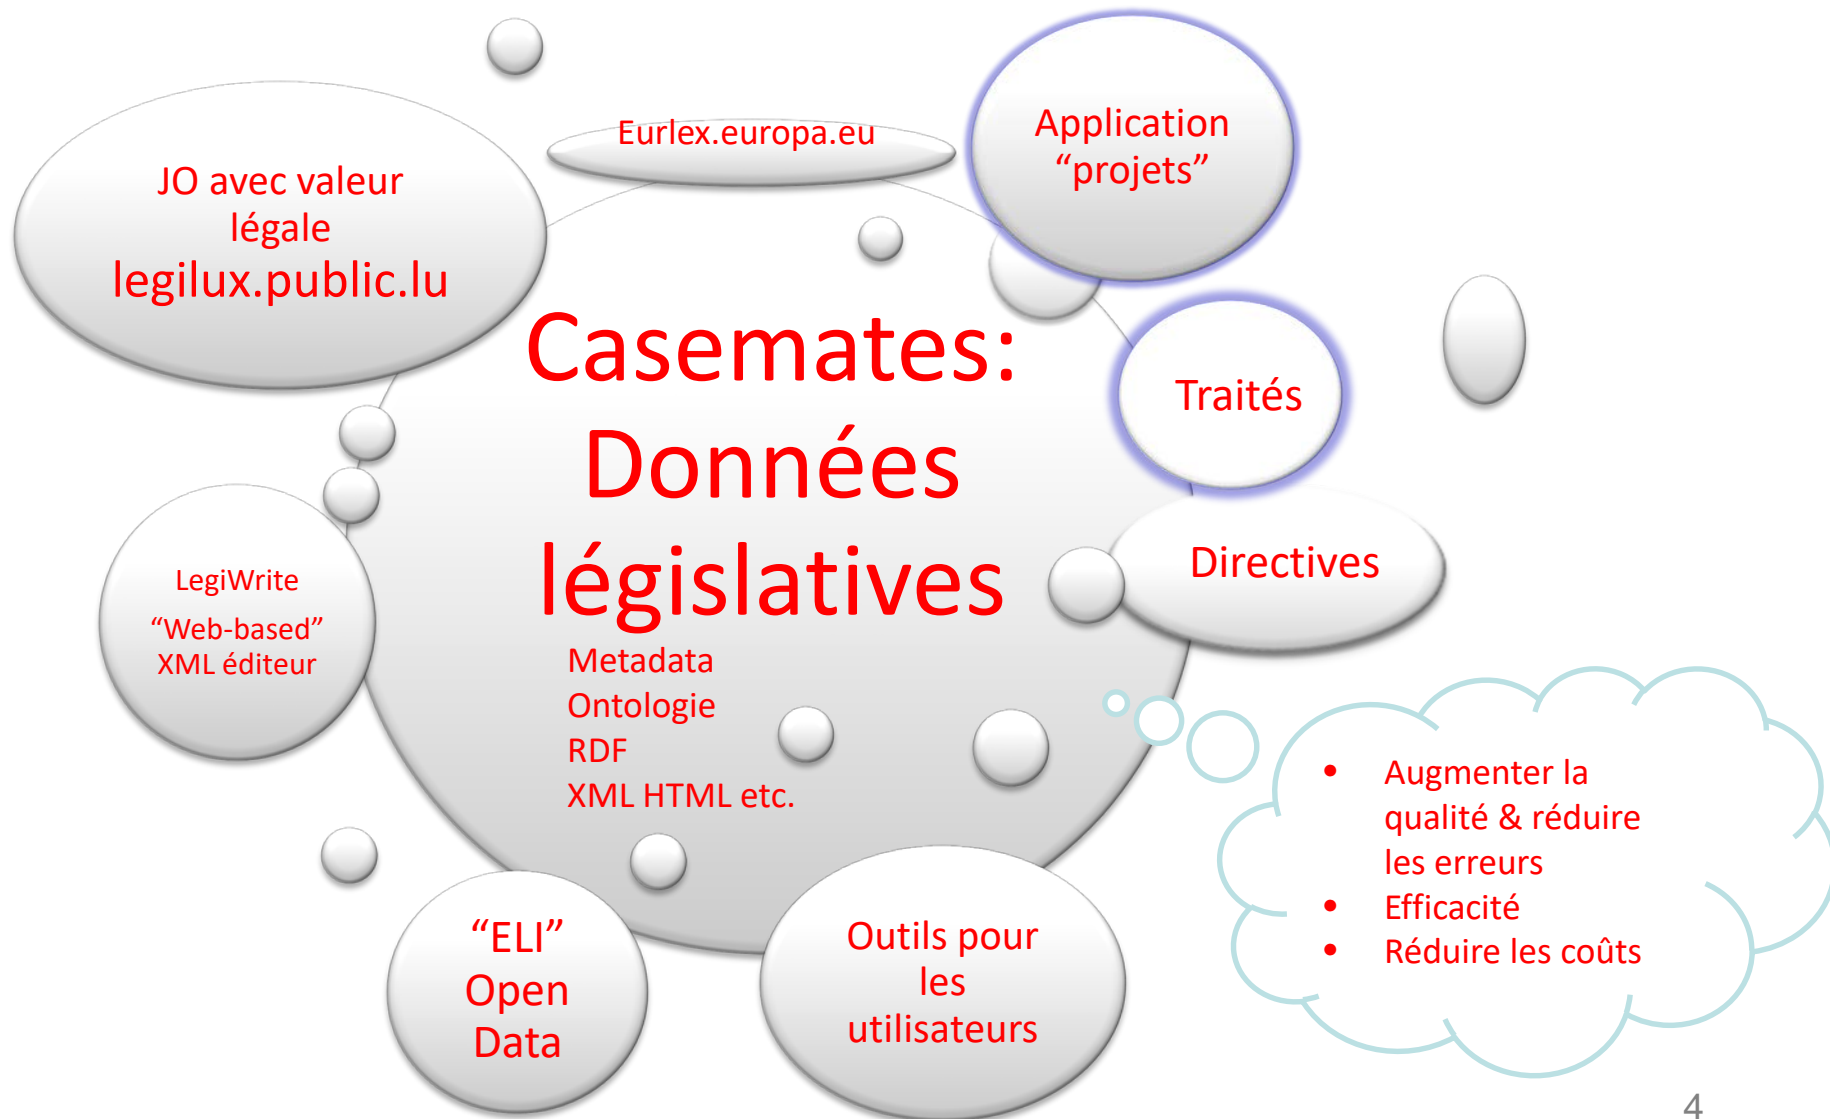 Eurlex.europa.eu
Application
“projets”
JO avec valeur
légale
legilux.public.lu
Casemates:
Données
législatives
Metadata
Ontologie
RDF
XML HTML etc.
Traités
Directives
LegiWrite
“Web-based”
XML éditeur
“ELI”
Open
Data
Outils pour
les
utilisateurs
• Augmenter la
qualité & réduire
les erreurs
• Efficacité
• Réduire les coûts
4